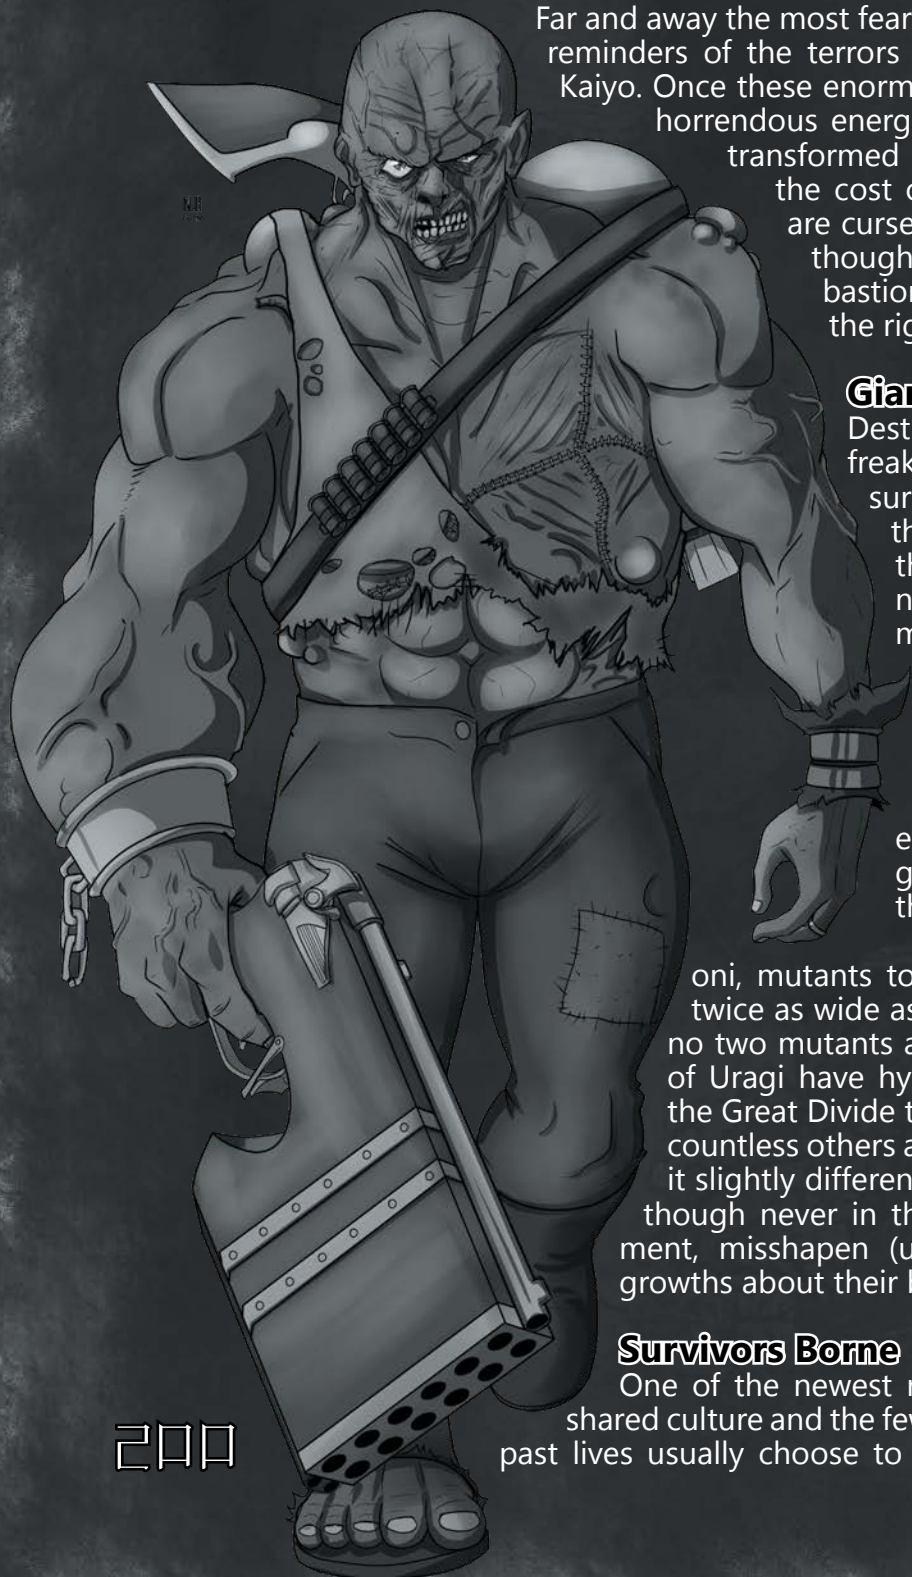 Far and away the most fear
reminders of the terrors
Kaiyo. Once these enorm
horrendous energ
transformed
the cost o
are curse
though
bastion
the rig
Gian
Dest
freak
sur
th
th
n
m
e
g
th
oni, mutants to
twice as wide as
no two mutants a
of Uragi have hy
the Great Divide t
countless others a
it slightly differen
though never in th
ment, misshapen (u
growths about their b
Survivors Borne
One of the newest r
shared culture and the few
past lives usually choose to
200